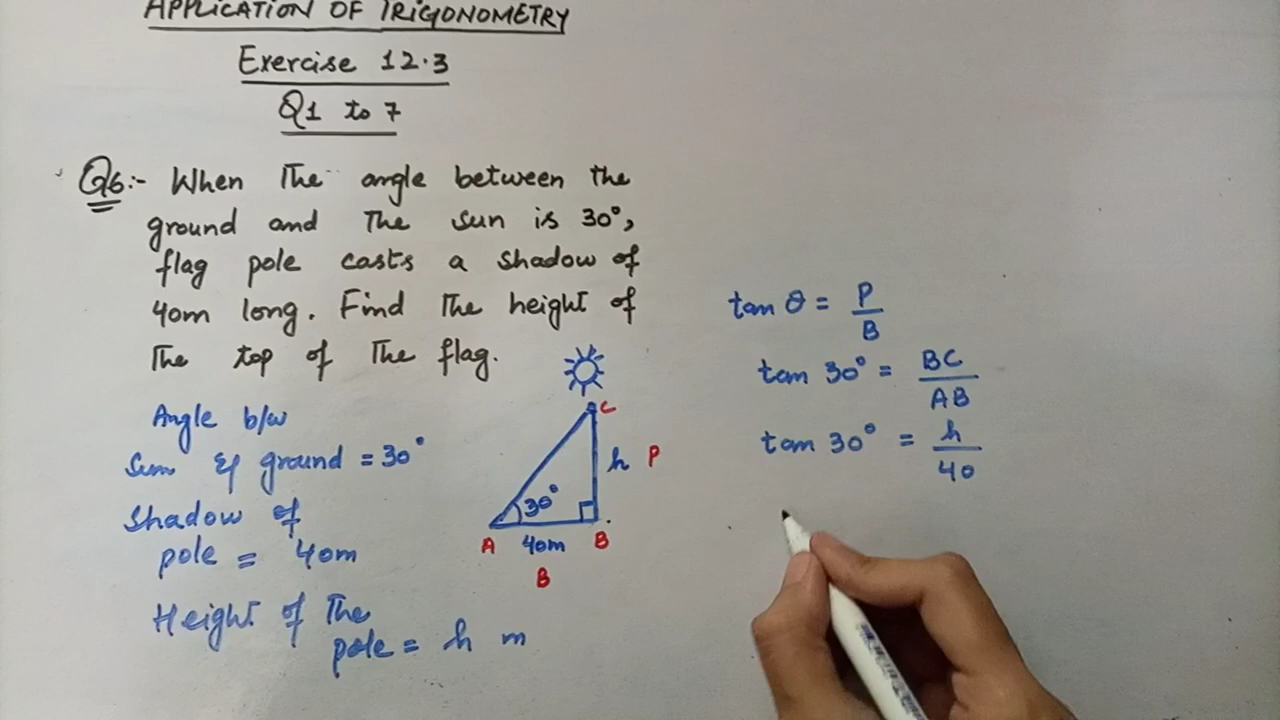 APPLICATION OF TRIGONOMETRY
Exercise 12.3
Q1 to 7
Q6:- When The angle between the
ground and The sun is 30°,
flag pole casts a shadow of
40m long. Find The height of
The top of The flag.
Angle b/w
Sun & ground = 30°
Shadow of
pole = 40m
Height of The
pole = h m
C
h P
30°
A 40m B
B
tan θ = P/B
tan 30° = BC/AB
tan 30° = h/40